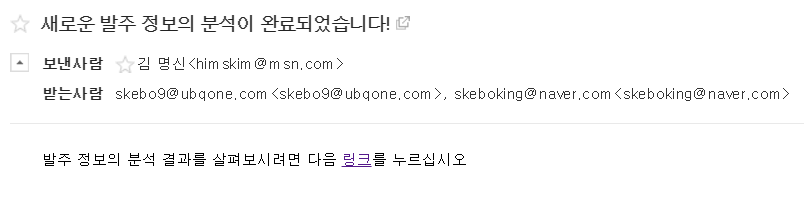 새로운 발주 정보의 분석이 완료되었습니다!
보낸사람 김 명신<himskim@msn.com>
받는사람 skebo9@ubqone.com<skebo9@ubqone.com>, skeboking@naver.com<skeboking@naver.com>
발주 정보의 분석 결과를 살펴보시려면 다음 링크를 누르십시오